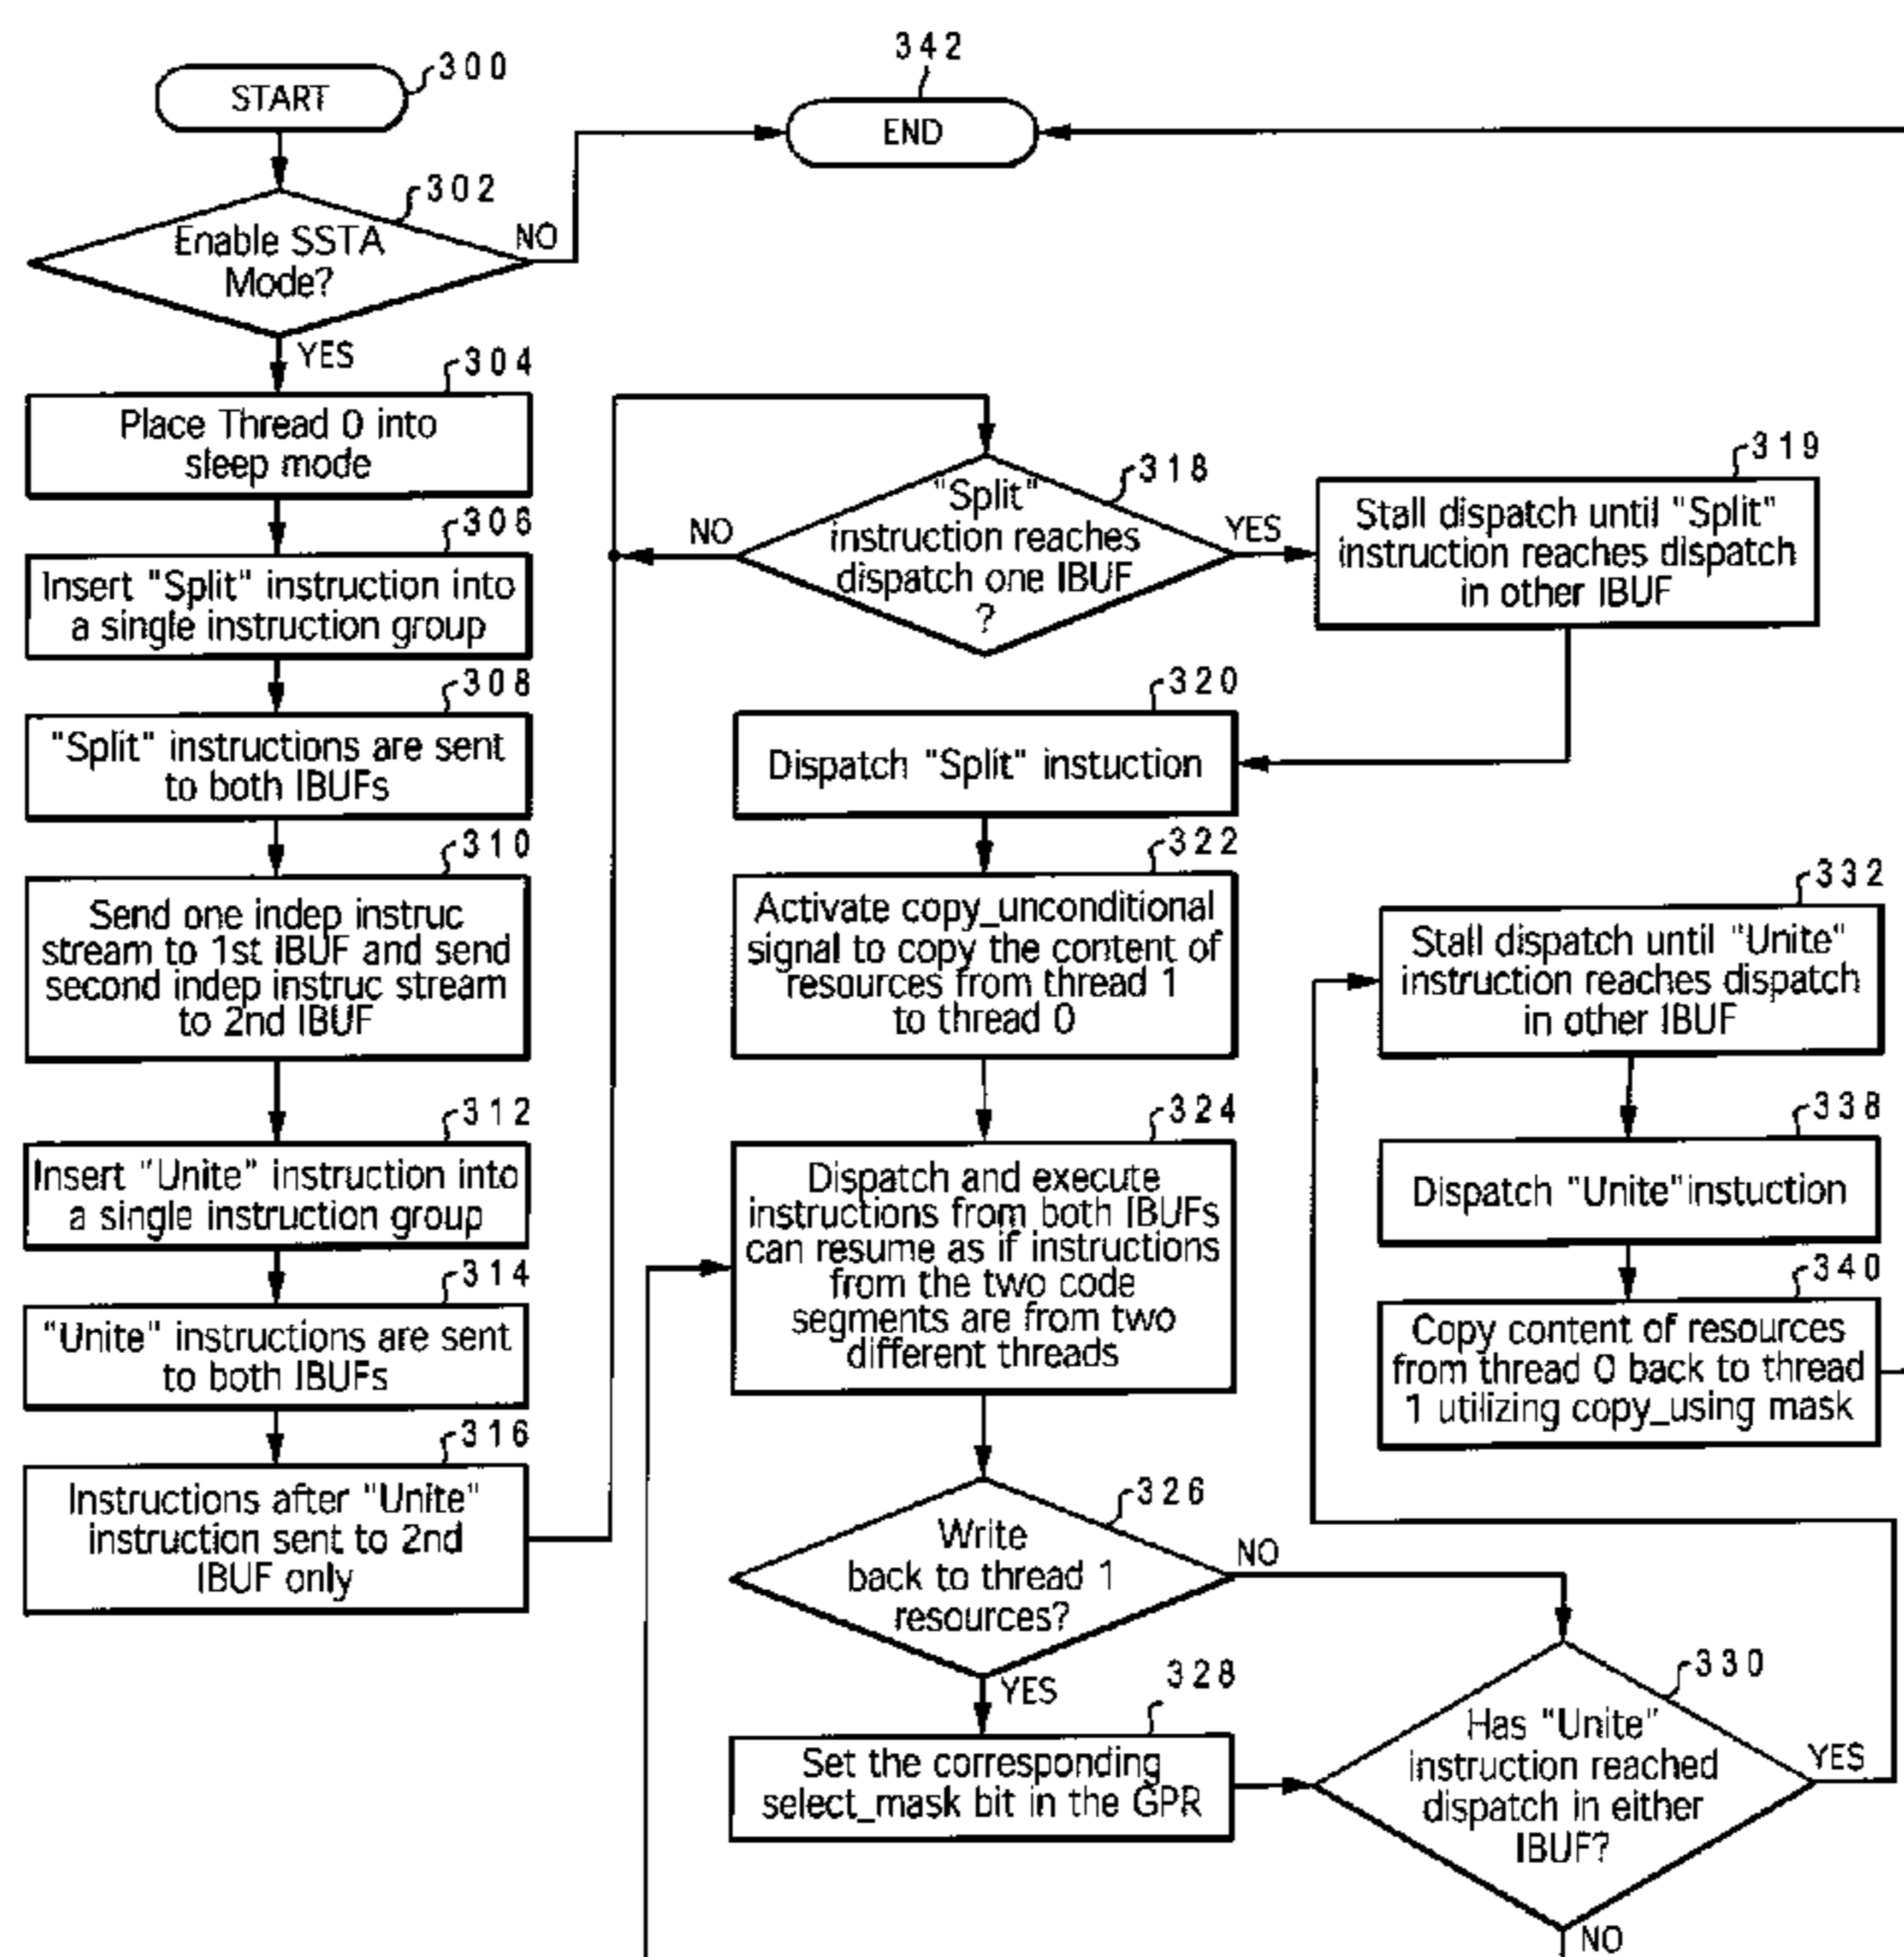 300
START
342
END
302
Enable SSTA
Mode?
NO
YES
304
Place Thread 0 into
sleep mode
306
Insert "Split" instruction into
a single instruction group
308
"Split" instructions are sent
to both IBUFs
310
Send one indep instruc
stream to 1st IBUF and send
second indep instruc stream
to 2nd IBUF
312
Insert "Unite" instruction into
a single instruction group
314
"Unite" instructions are sent
to both IBUFs
316
Instructions after "Unite"
instruction sent to 2nd
IBUF only
318
"Split"
instruction reaches
dispatch one IBUF
?
NO
YES
319
Stall dispatch until "Split"
instruction reaches dispatch
in other IBUF
320
Dispatch "Split" instuction
322
Activate copy_unconditional
signal to copy the content of
resources from thread 1
to thread 0
324
Dispatch and execute
instructions from both IBUFs
can resume as if instructions
from the two code
segments are from two
different threads
326
Write
back to thread 1
resources?
NO
YES
328
Set the corresponding
select_mask bit in the GPR
330
Has "Unite"
instruction reached
dispatch in either
IBUF?
YES
NO
332
Stall dispatch until "Unite"
instruction reaches dispatch
in other IBUF
338
Dispatch "Unite"instuction
340
Copy content of resources
from thread 0 back to thread
1 utilizing copy_using mask